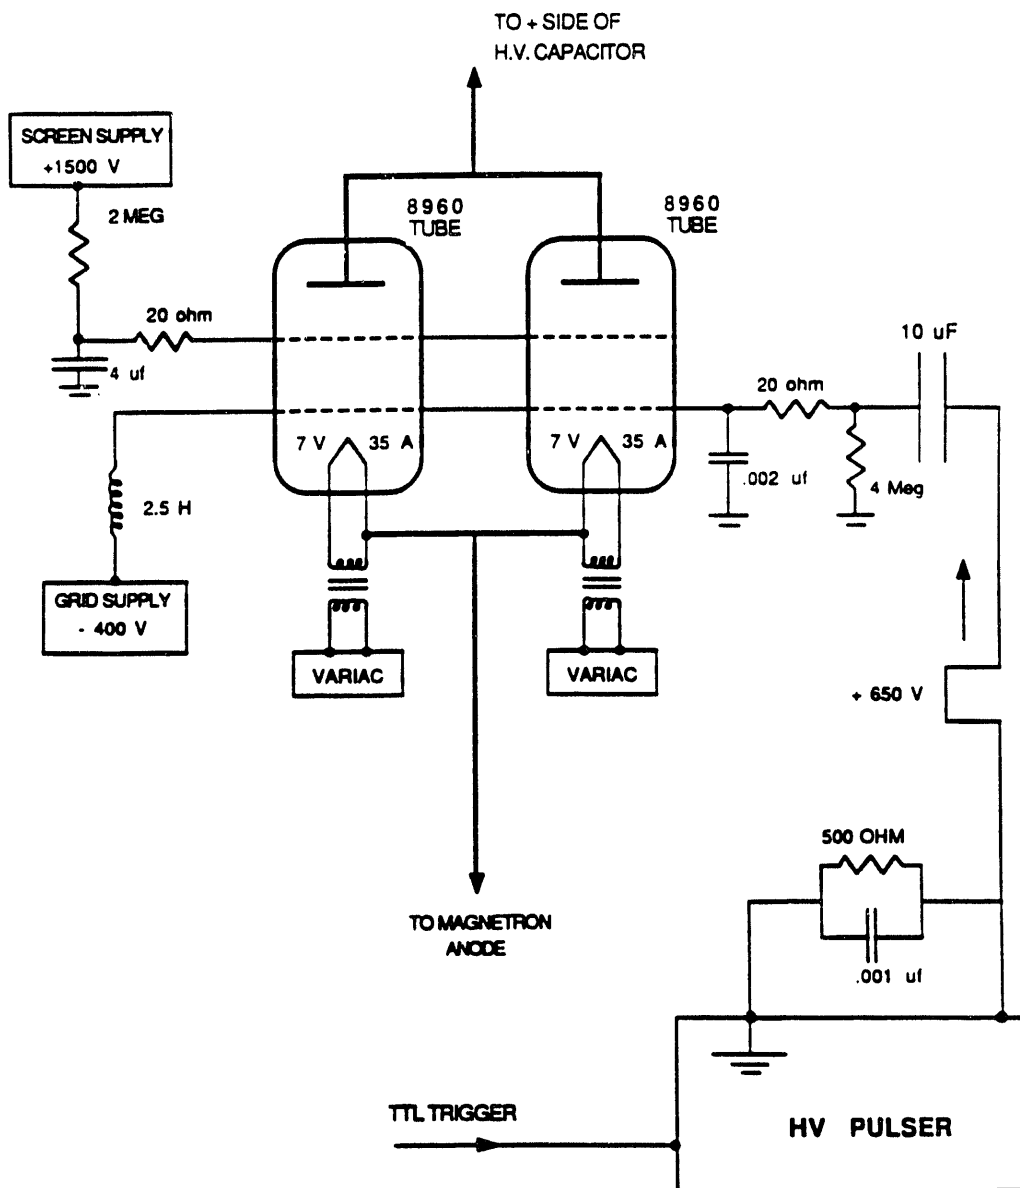 TO + SIDE OF
H.V. CAPACITOR
SCREEN SUPPLY
+1500 V
2 MEG
8960
TUBE
8960
TUBE
20 ohm
10 uF
4 uf
20 ohm
7 V 35 A
7 V 35 A
.002 uf
4 Meg
2.5 H
GRID SUPPLY
- 400 V
VARIAC
VARIAC
+ 650 V
500 OHM
TO MAGNETRON
ANODE
.001 uf
TTL TRIGGER
HV PULSER